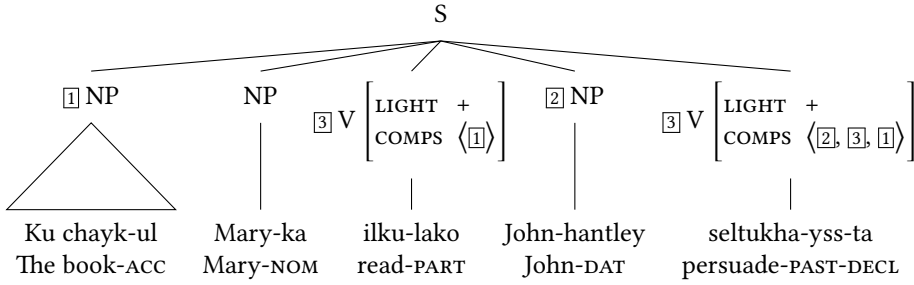 S
1 NP NP 3 V [LIGHT + COMPS ⟨1⟩] 2 NP 3 V [LIGHT + COMPS ⟨2, 3, 1⟩]
Ku chayk-ul Mary-ka ilku-lako John-hantley seltukha-yss-ta
The book-ACC Mary-NOM read-PART John-DAT persuade-PAST-DECL